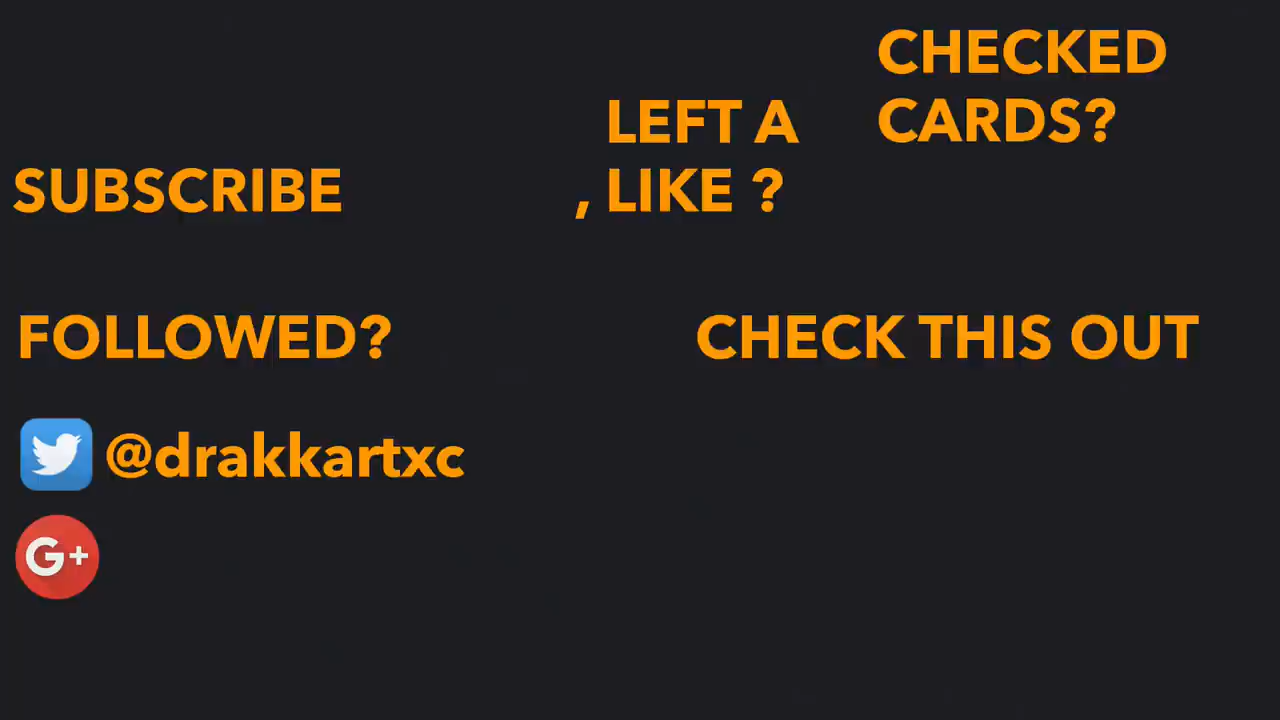 CHECKED
CARDS?
LEFT A
SUBSCRIBE , LIKE ?
FOLLOWED?
CHECK THIS OUT
@drakkartxc
G+